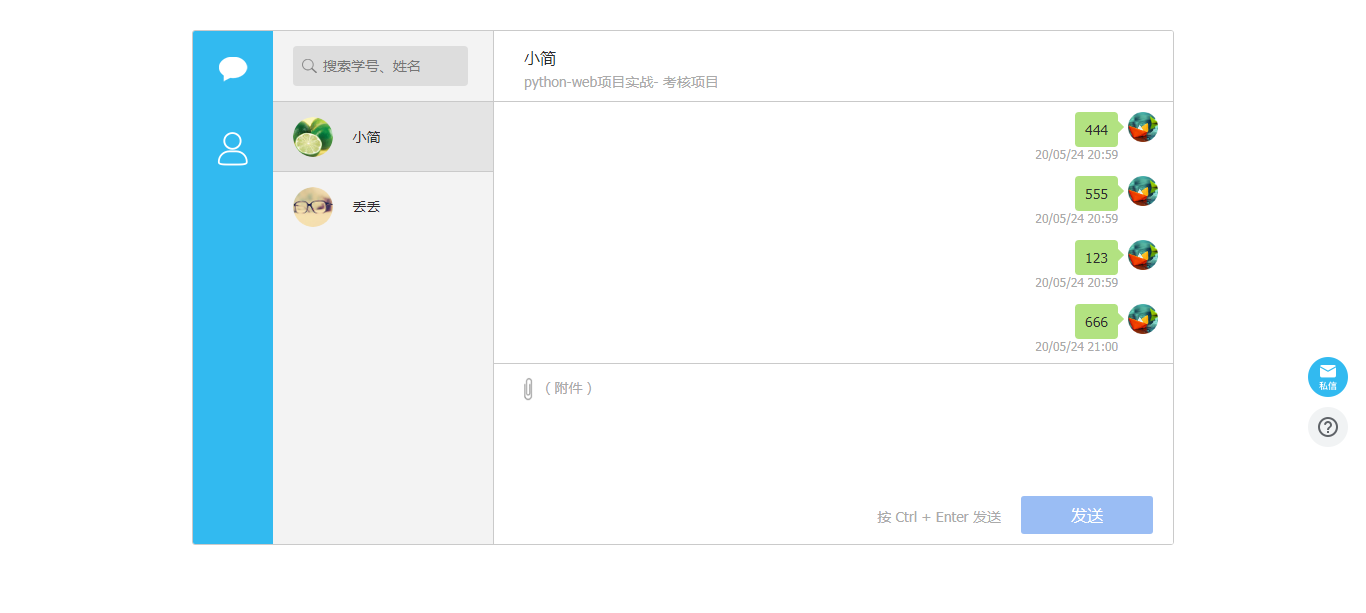 搜索学号、姓名
小简
丢丢
小简
python-web项目实战- 考核项目
444
20/05/24 20:59
555
20/05/24 20:59
123
20/05/24 20:59
666
20/05/24 21:00
（附件）
按 Ctrl + Enter 发送
发送
私信
?